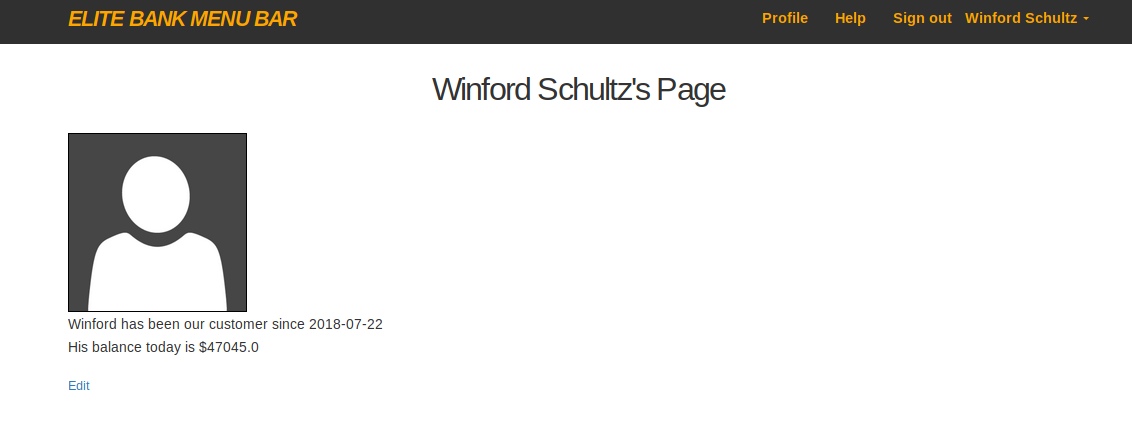 ELITE BANK MENU BAR Profile Help Sign out Winford Schultz
Winford Schultz's Page
Winford has been our customer since 2018-07-22
His balance today is $47045.0
Edit